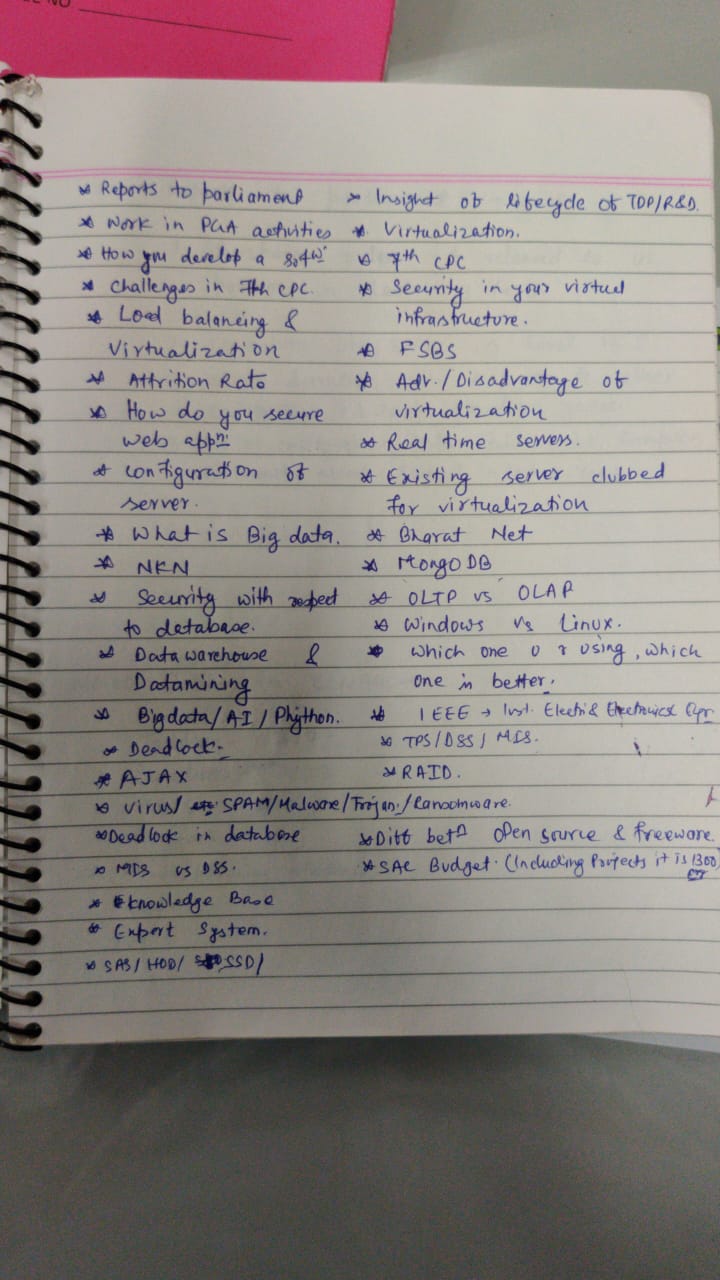 * Reports to parliament
* Work in PGA activities
* How you develop a sofwr
* Challenges in 7th CPC.
* Load balancing &
Virtualization
* Attrition Rate
* How do you secure
web appn.
* Configuration of
server.
* What is Big data.
* NKN
* Security with respect
to database.
* Data warehouse &
Datamining
* Bigdata/AI/Phython.
* Deadlock.
* AJAX
* Virus/ SPAM/Malware/Trojan/Ransomware.
* Deadlock in database
* MIS vs DSS.
* Knowledge Base
* Expert System.
* SAS/HDD/ SSD/
* Insight of lifecycle of TDP/R&D.
* Virtualization.
* 7th CPC
* Security in your virtual
infrastructure.
* FSBS
* Adv./Disadvantage of
virtualization
* Real time servers.
* Existing server clubbed
for virtualization
* Bharat Net
* MongoDB
* OLTP vs OLAP
* Windows Vs Linux.
* Which one u r using, which
one is better.
* IEEE → Inst. Electri & Electronics
* TPS/DSS/MIS.
* RAID.
* Diff betn open source & freeware.
* SAC Budget. (Including Projects it is 1300